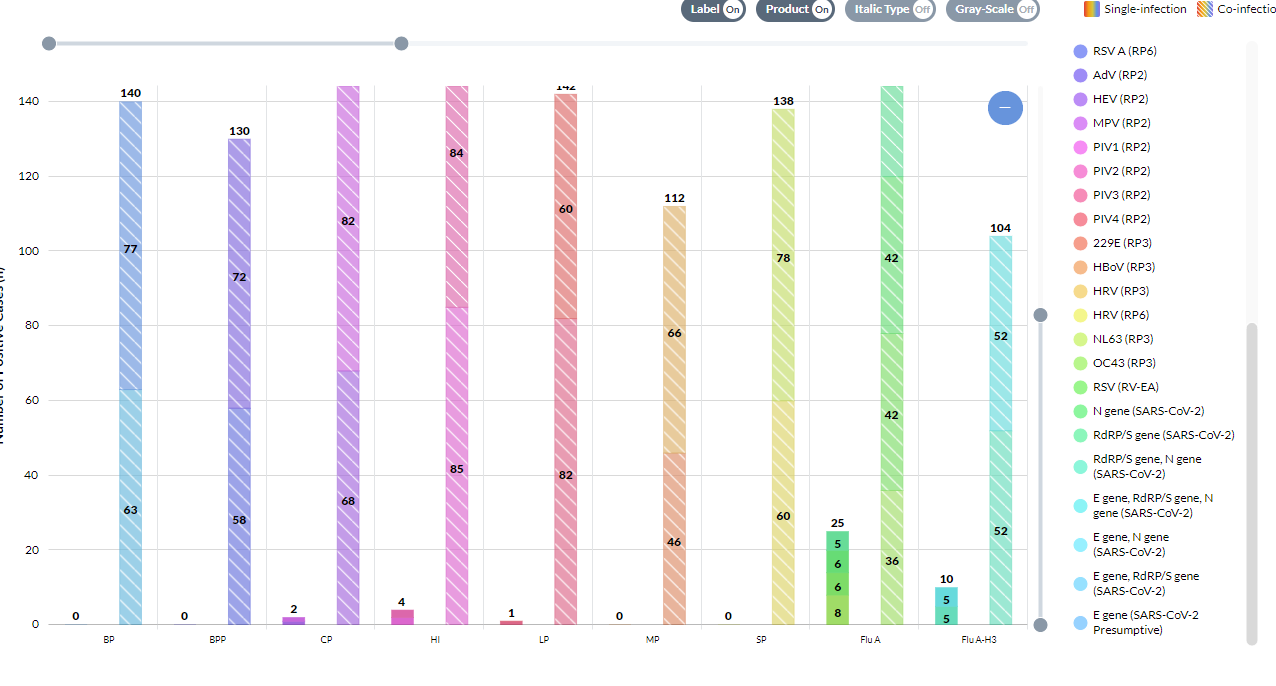 Label On Product On Italic Type Off Gray-Scale Off Single-infection Co-infectio
RSV A (RP6)
AdV (RP2)
HEV (RP2)
MPV (RP2)
PIV1 (RP2)
PIV2 (RP2)
PIV3 (RP2)
PIV4 (RP2)
229E (RP3)
HBoV (RP3)
HRV (RP3)
HRV (RP6)
NL63 (RP3)
OC43 (RP3)
RSV (RV-EA)
N gene (SARS-CoV-2)
RdRP/S gene (SARS-CoV-2)
RdRP/S gene, N gene
(SARS-CoV-2)
E gene, RdRP/S gene, N
gene (SARS-CoV-2)
E gene, N gene
(SARS-CoV-2)
E gene, RdRP/S gene
(SARS-CoV-2)
E gene (SARS-CoV-2
Presumptive)
Number of Positive Cases (n)
140
120
100
80
60
40
20
0
0
140
77
63
0
130
72
58
2
82
68
4
84
85
1
142
60
82
0
112
66
46
0
138
78
60
25
5
6
6
8
42
42
36
10
5
5
104
52
52
BP BPP CP HI LP MP SP Flu A Flu A-H3